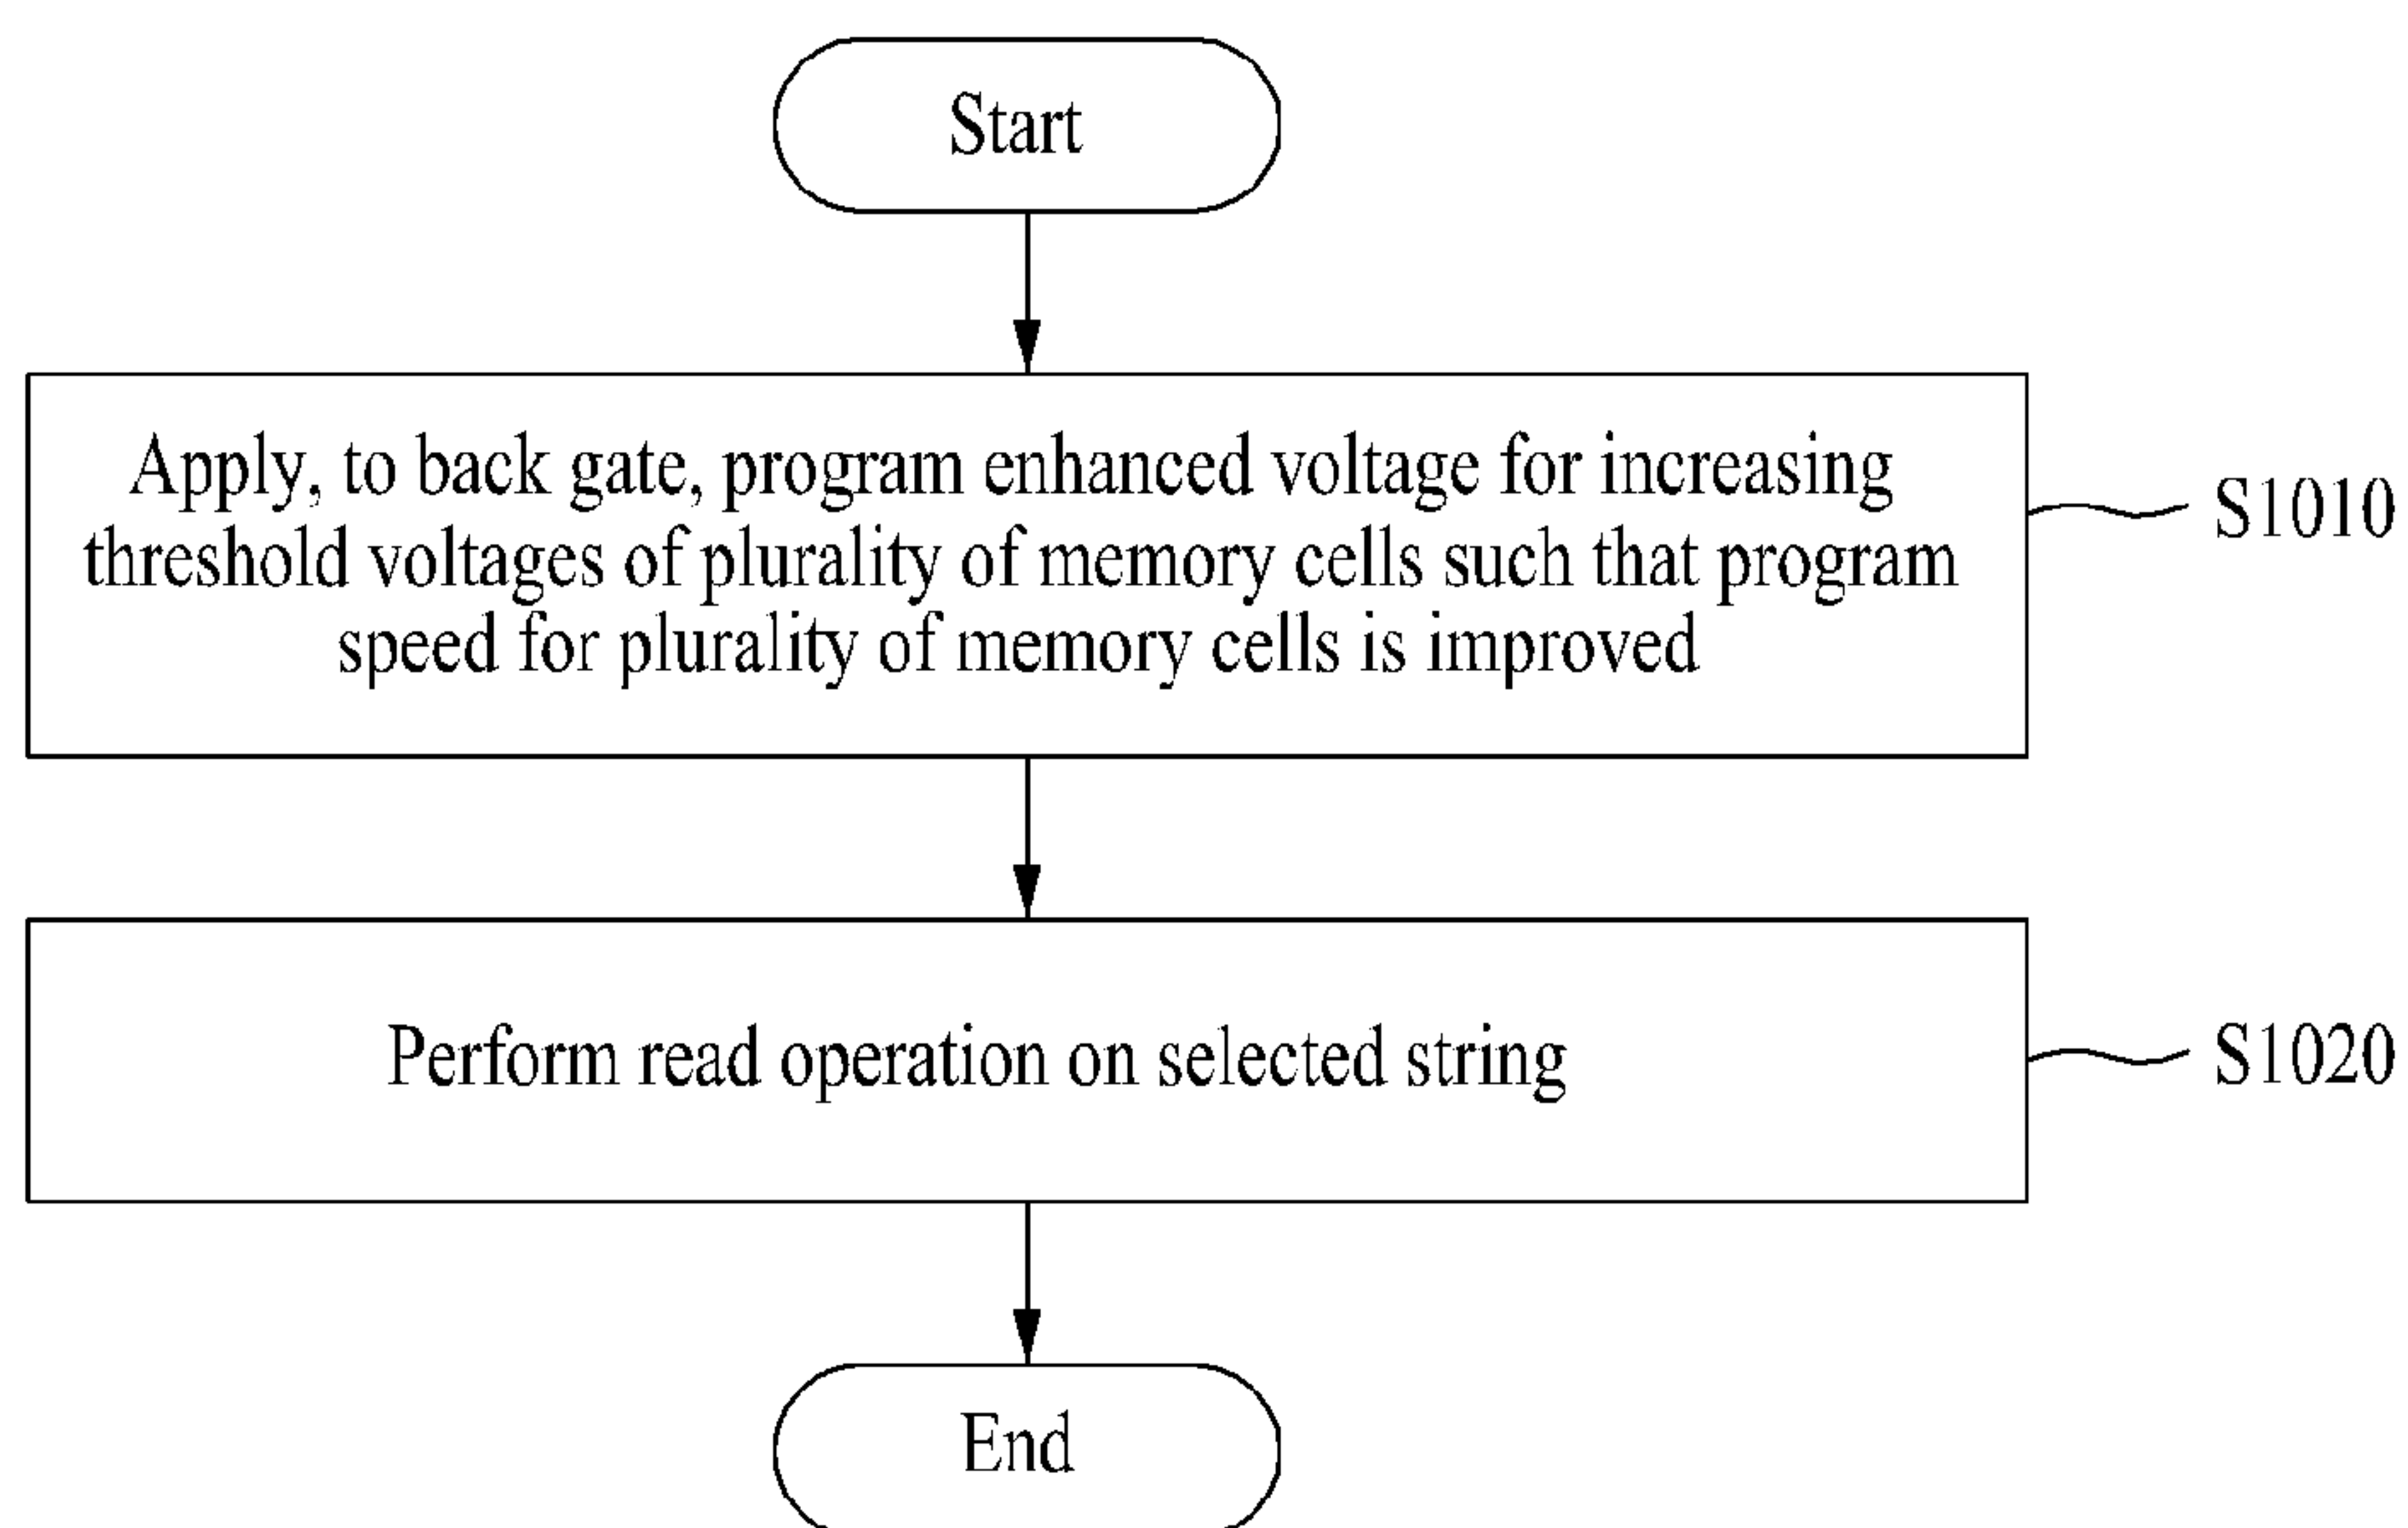 Start
Apply, to back gate, program enhanced voltage for increasing
threshold voltages of plurality of memory cells such that program
speed for plurality of memory cells is improved
S1010
Perform read operation on selected string
S1020
End